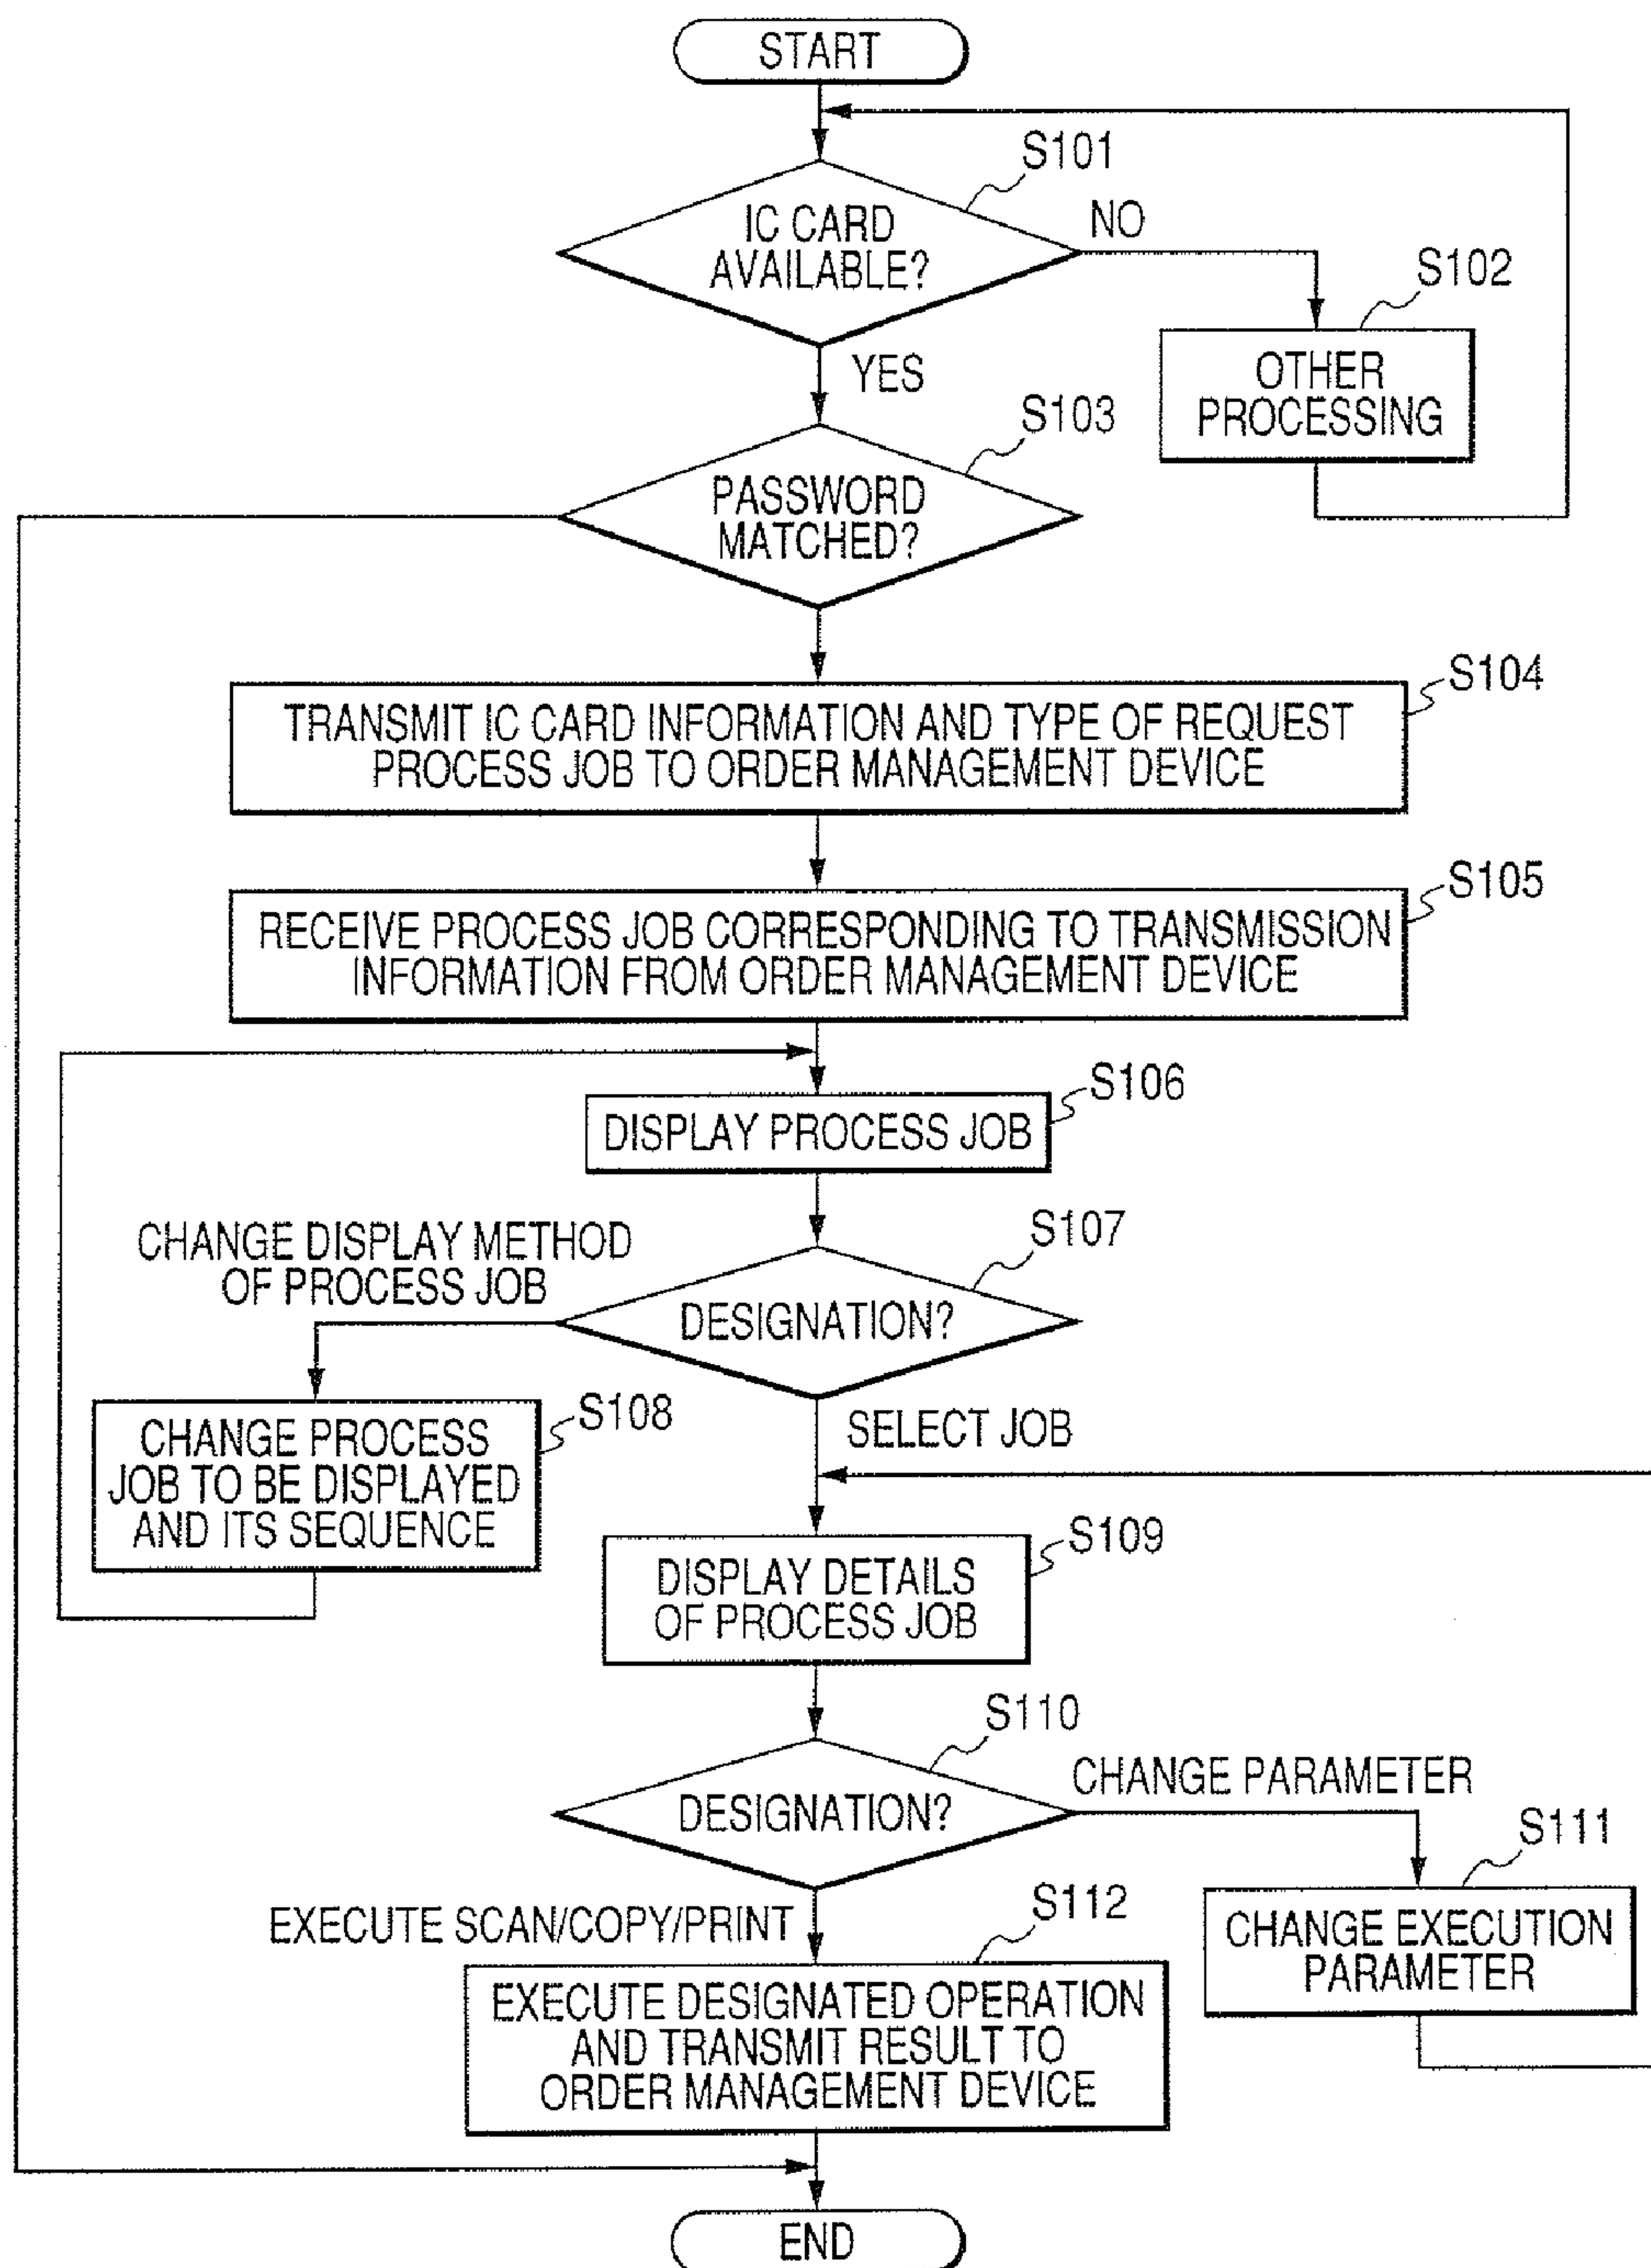 START
S101
IC CARD
AVAILABLE?
NO
S102
OTHER
PROCESSING
YES
S103
PASSWORD
MATCHED?
S104
TRANSMIT IC CARD INFORMATION AND TYPE OF REQUEST
PROCESS JOB TO ORDER MANAGEMENT DEVICE
S105
RECEIVE PROCESS JOB CORRESPONDING TO TRANSMISSION
INFORMATION FROM ORDER MANAGEMENT DEVICE
S106
DISPLAY PROCESS JOB
S107
CHANGE DISPLAY METHOD
OF PROCESS JOB
DESIGNATION?
S108
CHANGE PROCESS
JOB TO BE DISPLAYED
AND ITS SEQUENCE
SELECT JOB
S109
DISPLAY DETAILS
OF PROCESS JOB
S110
DESIGNATION?
CHANGE PARAMETER
S111
CHANGE EXECUTION
PARAMETER
EXECUTE SCAN/COPY/PRINT
S112
EXECUTE DESIGNATED OPERATION
AND TRANSMIT RESULT TO
ORDER MANAGEMENT DEVICE
END